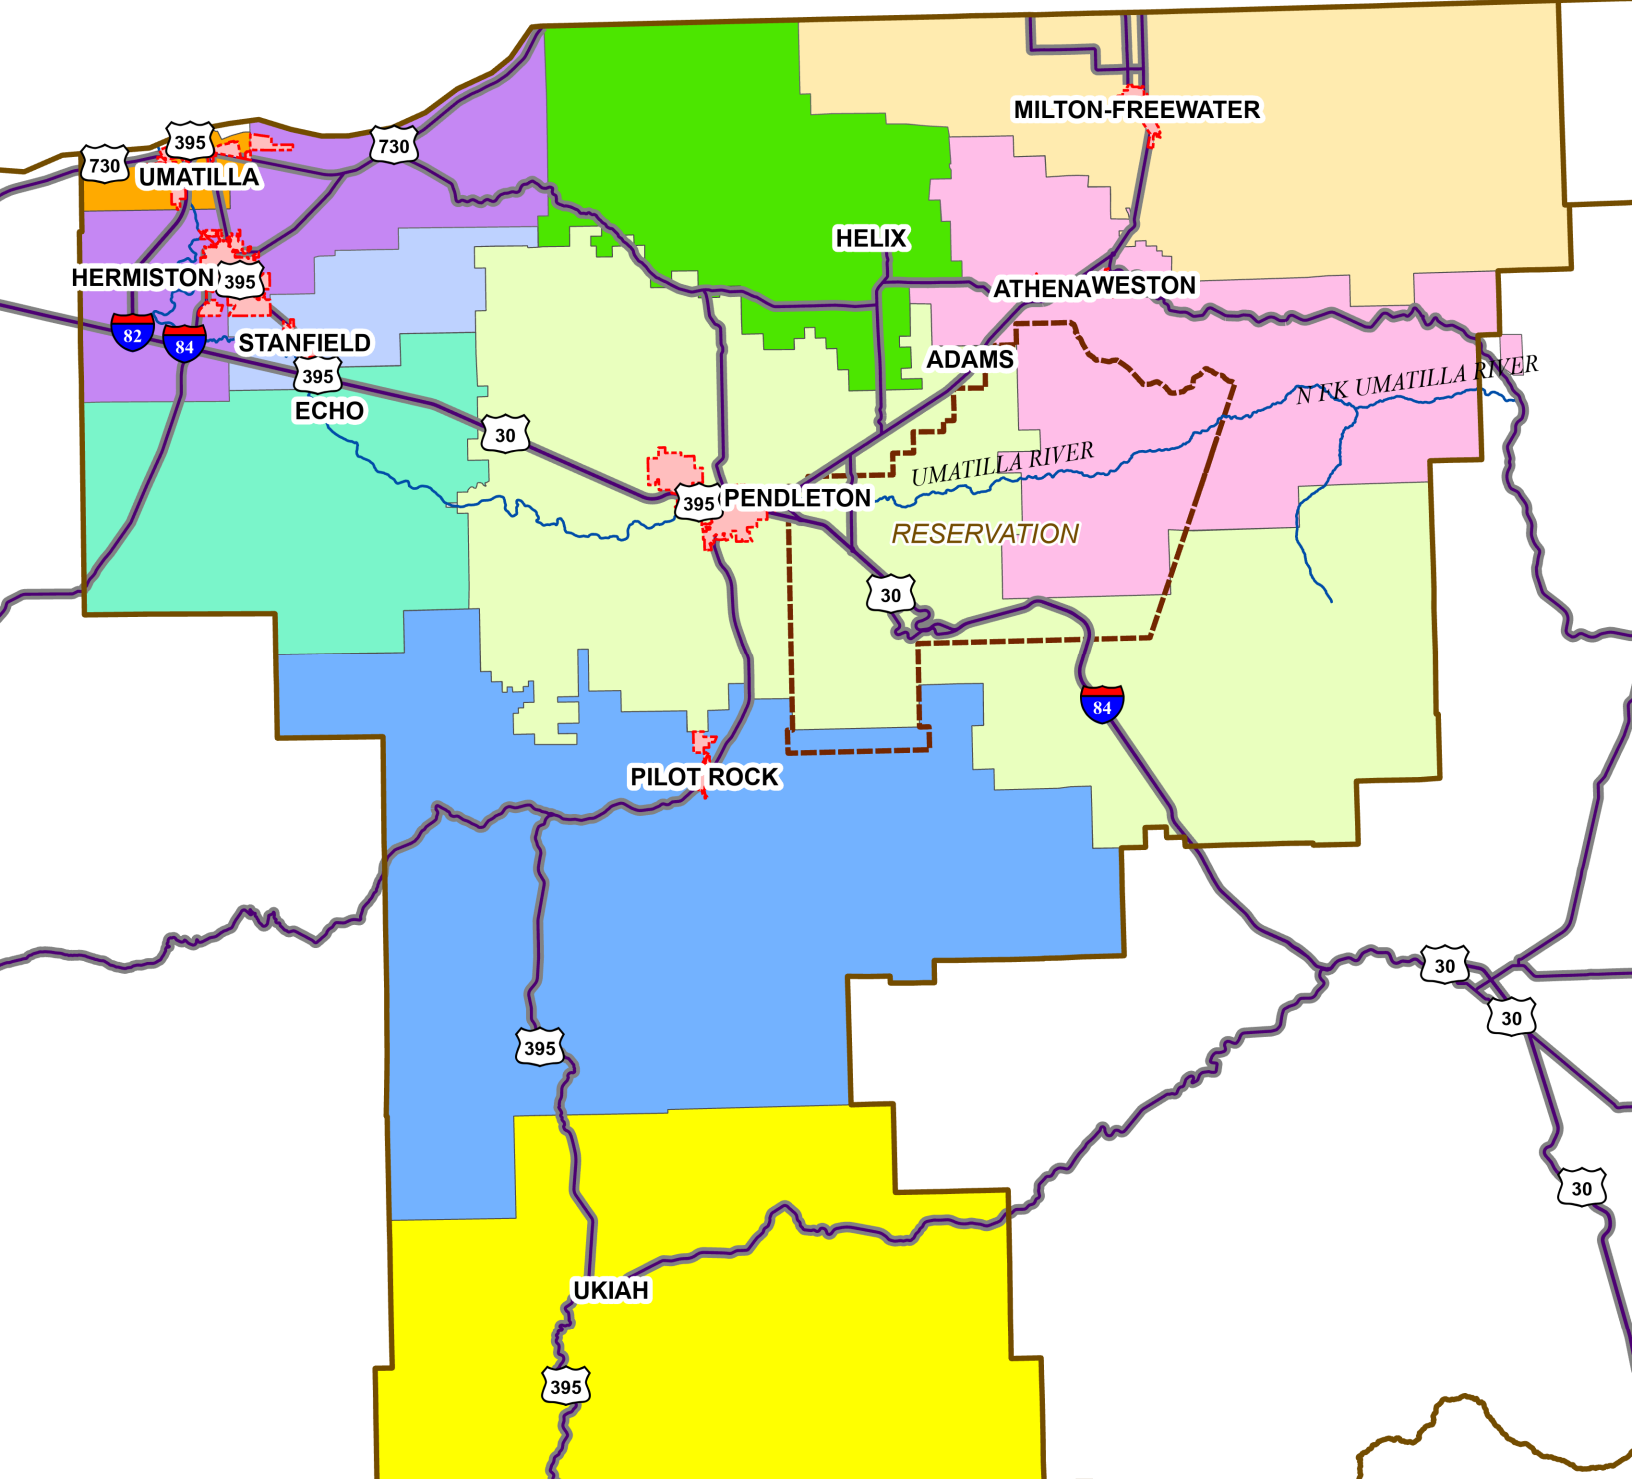 MILTON-FREEWATER
395
730
730
UMATILLA
HELIX
HERMISTON
395
ATHENA
WESTON
82
84
STANFIELD
ADAMS
395
N FK UMATILLA RIVER
ECHO
30
UMATILLA RIVER
395
PENDLETON
RESERVATION
30
84
PILOT ROCK
30
30
395
30
UKIAH
395